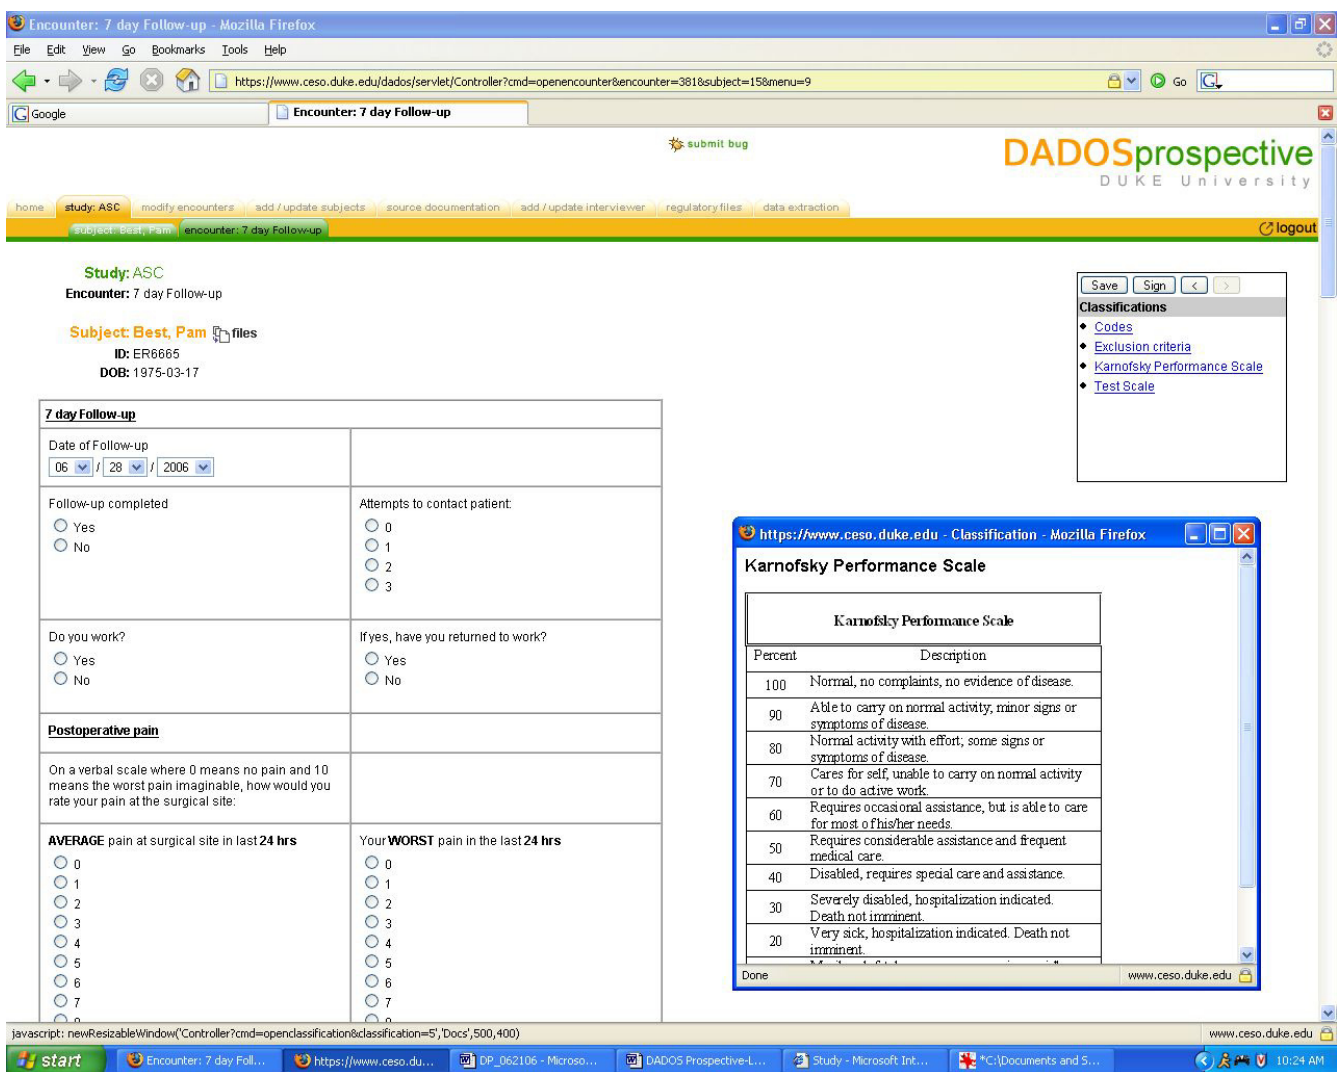 Encounter: 7 day Follow-up - Mozilla Firefox
File Edit View Go Bookmarks Tools Help
https://www.ceso.duke.edu/dados/servlet/Controller?cmd=openencounter&encounter=381&subject=15&menu=9
Go
G
Google
Encounter: 7 day Follow-up
submit bug
DADOSprospective
DUKE University
home study: ASC modify encounters add / update subjects source documentation add / update interviewer regulatory files data extraction
subject: Best, Pam encounter: 7 day Follow-up
logout
Study: ASC
Encounter: 7 day Follow-up
Subject: Best, Pam files
ID: ER6665
DOB: 1975-03-17
Save Sign < >
Classifications
Codes
Exclusion criteria
Karnofsky Performance Scale
Test Scale
7 day Follow-up
Date of Follow-up
06 / 28 / 2006
Follow-up completed
Yes
No
Attempts to contact patient:
0
1
2
3
Do you work?
Yes
No
If yes, have you returned to work?
Yes
No
Postoperative pain
On a verbal scale where 0 means no pain and 10
means the worst pain imaginable, how would you
rate your pain at the surgical site:
AVERAGE pain at surgical site in last 24 hrs
0
1
2
3
4
5
6
7
Your WORST pain in the last 24 hrs
0
1
2
3
4
5
6
7
https://www.ceso.duke.edu - Classification - Mozilla Firefox
Karnofsky Performance Scale
Karnofsky Performance Scale
Percent Description
100 Normal, no complaints, no evidence of disease.
90 Able to carry on normal activity; minor signs or
symptoms of disease.
80 Normal activity with effort; some signs or
symptoms of disease.
70 Cares for self, unable to carry on normal activity
or to do active work.
60 Requires occasional assistance, but is able to care
for most of his/her needs.
50 Requires considerable assistance and frequent
medical care.
40 Disabled, requires special care and assistance.
30 Severely disabled, hospitalization indicated.
Death not imminent.
20 Very sick, hospitalization indicated. Death not
imminent.
Done www.ceso.duke.edu
javascript: newResizableWindow('Controller?cmd=openclassification&classification=5','Docs',500,400)
www.ceso.duke.edu
start Encounter: 7 day Foll... https://www.ceso.du... DP_062106 - Microso... DADOS Prospective-L... Study - Microsoft Int... *C:\Documents and S... 10:24 AM